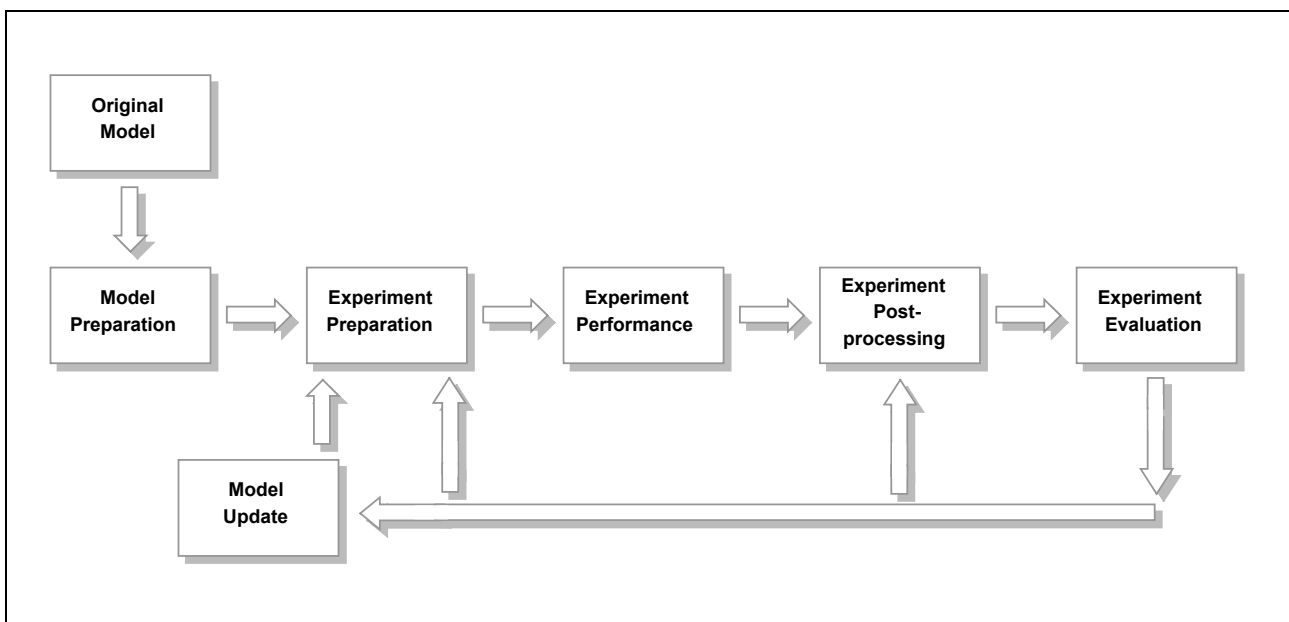 Original
Model
Model
Preparation
Experiment
Preparation
Experiment
Performance
Experiment
Post-
processing
Experiment
Evaluation
Model
Update